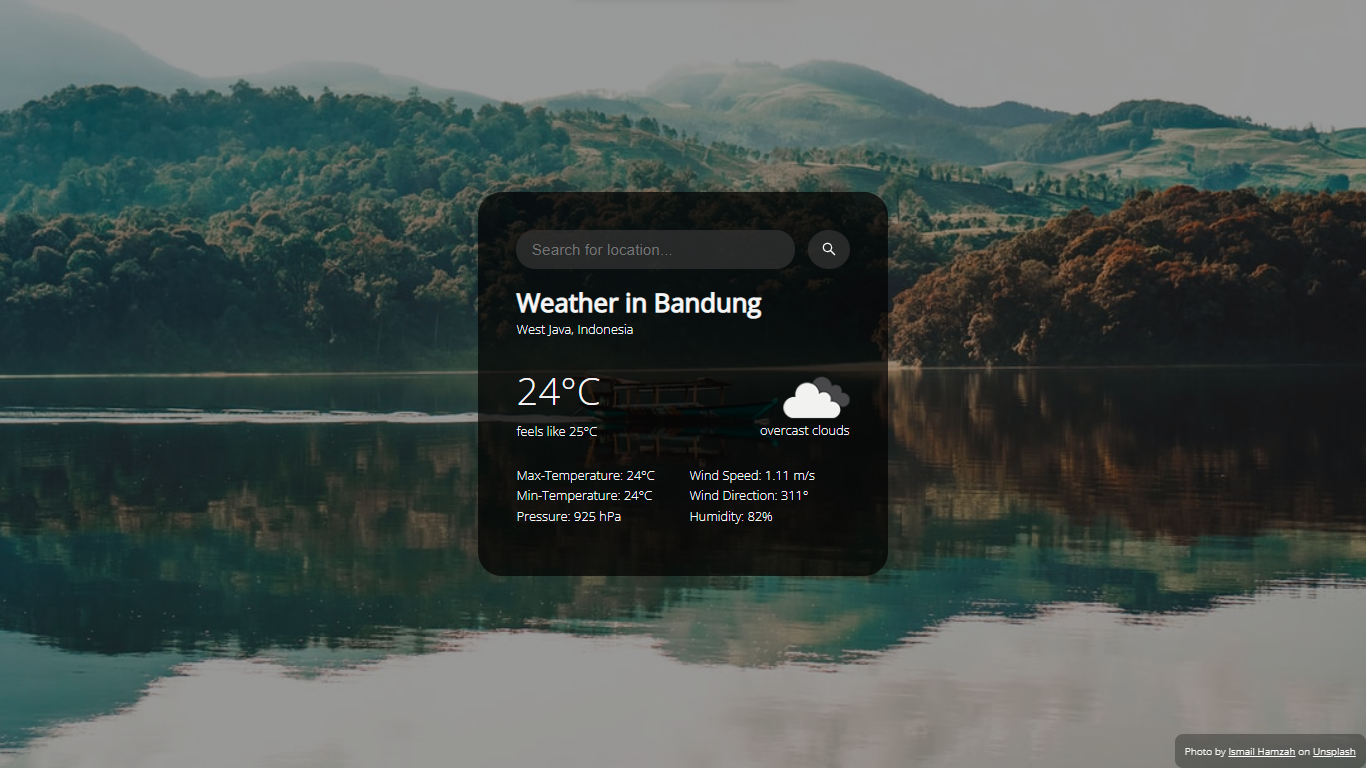 Search for location...
Weather in Bandung
West Java, Indonesia
24°C
feels like 25°C
overcast clouds
Max-Temperature: 24°C
Min-Temperature: 24°C
Pressure: 925 hPa
Wind Speed: 1.11 m/s
Wind Direction: 311°
Humidity: 82%
Photo by Ismail Hamzah on Unsplash